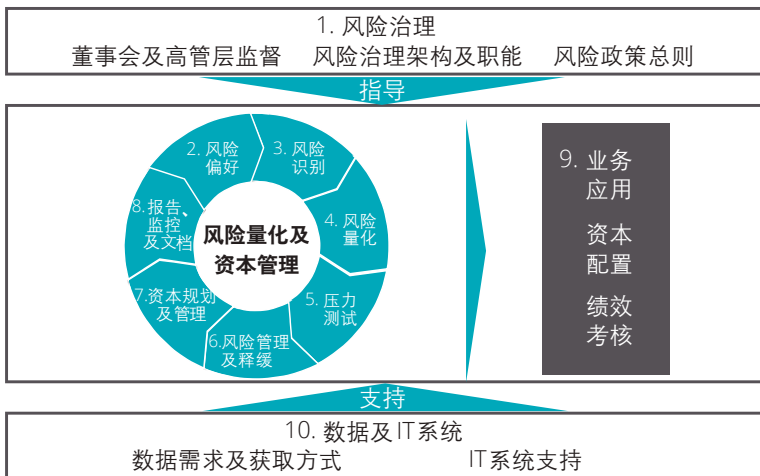 1. 风险治理
董事会及高管层监督 风险治理架构及职能 风险政策总则
指导
2. 风险
偏好
3. 风险
识别
4. 风险
量化
5. 压力
测试
6.风险管理
及释缓
7.资本规划
及管理
8.报告、
监控
及文档
风险量化及
资本管理
9. 业务
应用
资本
配置
绩效
考核
支持
10. 数据及IT系统
数据需求及获取方式 IT系统支持